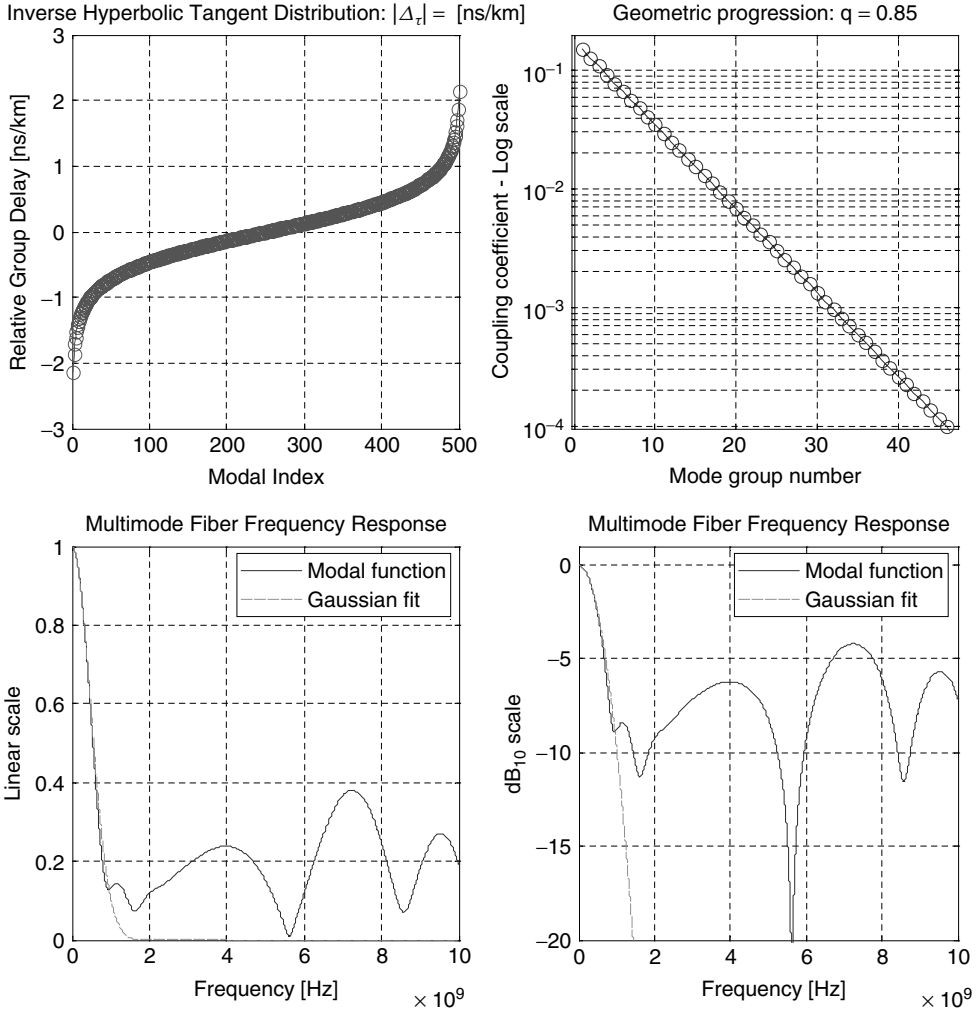 Inverse Hyperbolic Tangent Distribution: |Δτ| = [ns/km]
Relative Group Delay [ns/km]
3
2
1
0
−1
−2
−3
0 100 200 300 400 500
Modal Index
Geometric progression: q = 0.85
Coupling coefficient - Log scale
10−1
10−2
10−3
10−4
0 10 20 30 40
Mode group number
Multimode Fiber Frequency Response
Linear scale
1
0.8
0.6
0.4
0.2
0
Modal function
Gaussian fit
0 2 4 6 8 10
Frequency [Hz]
× 10^9
Multimode Fiber Frequency Response
dB10 scale
0
−5
−10
−15
−20
Modal function
Gaussian fit
0 2 4 6 8 10
Frequency [Hz]
× 10^9